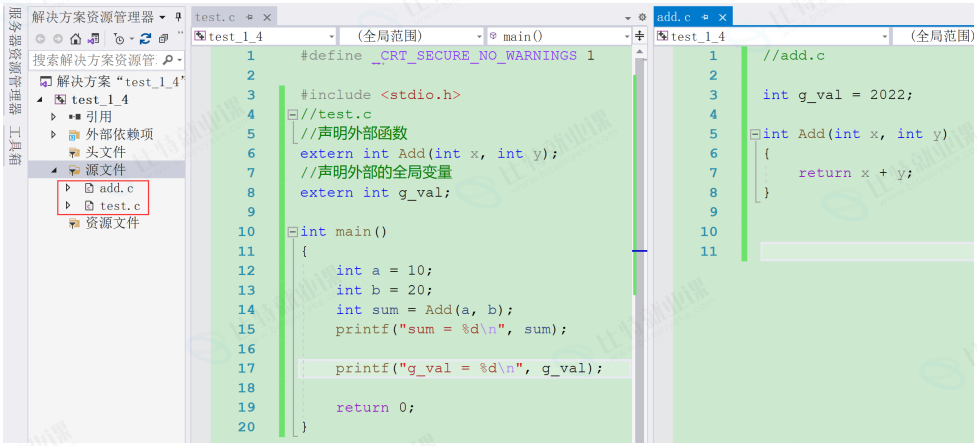 服务器资源管理器
工具箱
解决方案资源管理器
搜索解决方案资源管
解决方案“test_1_4”
test_1_4
引用
外部依赖项
头文件
源文件
add.c
test.c
资源文件
test.c
test_1_4 (全局范围) main()
1 #define _CRT_SECURE_NO_WARNINGS 1
2
3 #include <stdio.h>
4 //test.c
5 //声明外部函数
6 extern int Add(int x, int y);
7 //声明外部的全局变量
8 extern int g_val;
9
10 int main()
11 {
12 int a = 10;
13 int b = 20;
14 int sum = Add(a, b);
15 printf("sum = %d\n", sum);
16
17 printf("g_val = %d\n", g_val);
18
19 return 0;
20 }
add.c
test_1_4 (全局范围)
1 //add.c
2
3 int g_val = 2022;
4
5 int Add(int x, int y)
6 {
7 return x + y;
8 }
9
10
11
比特就业课